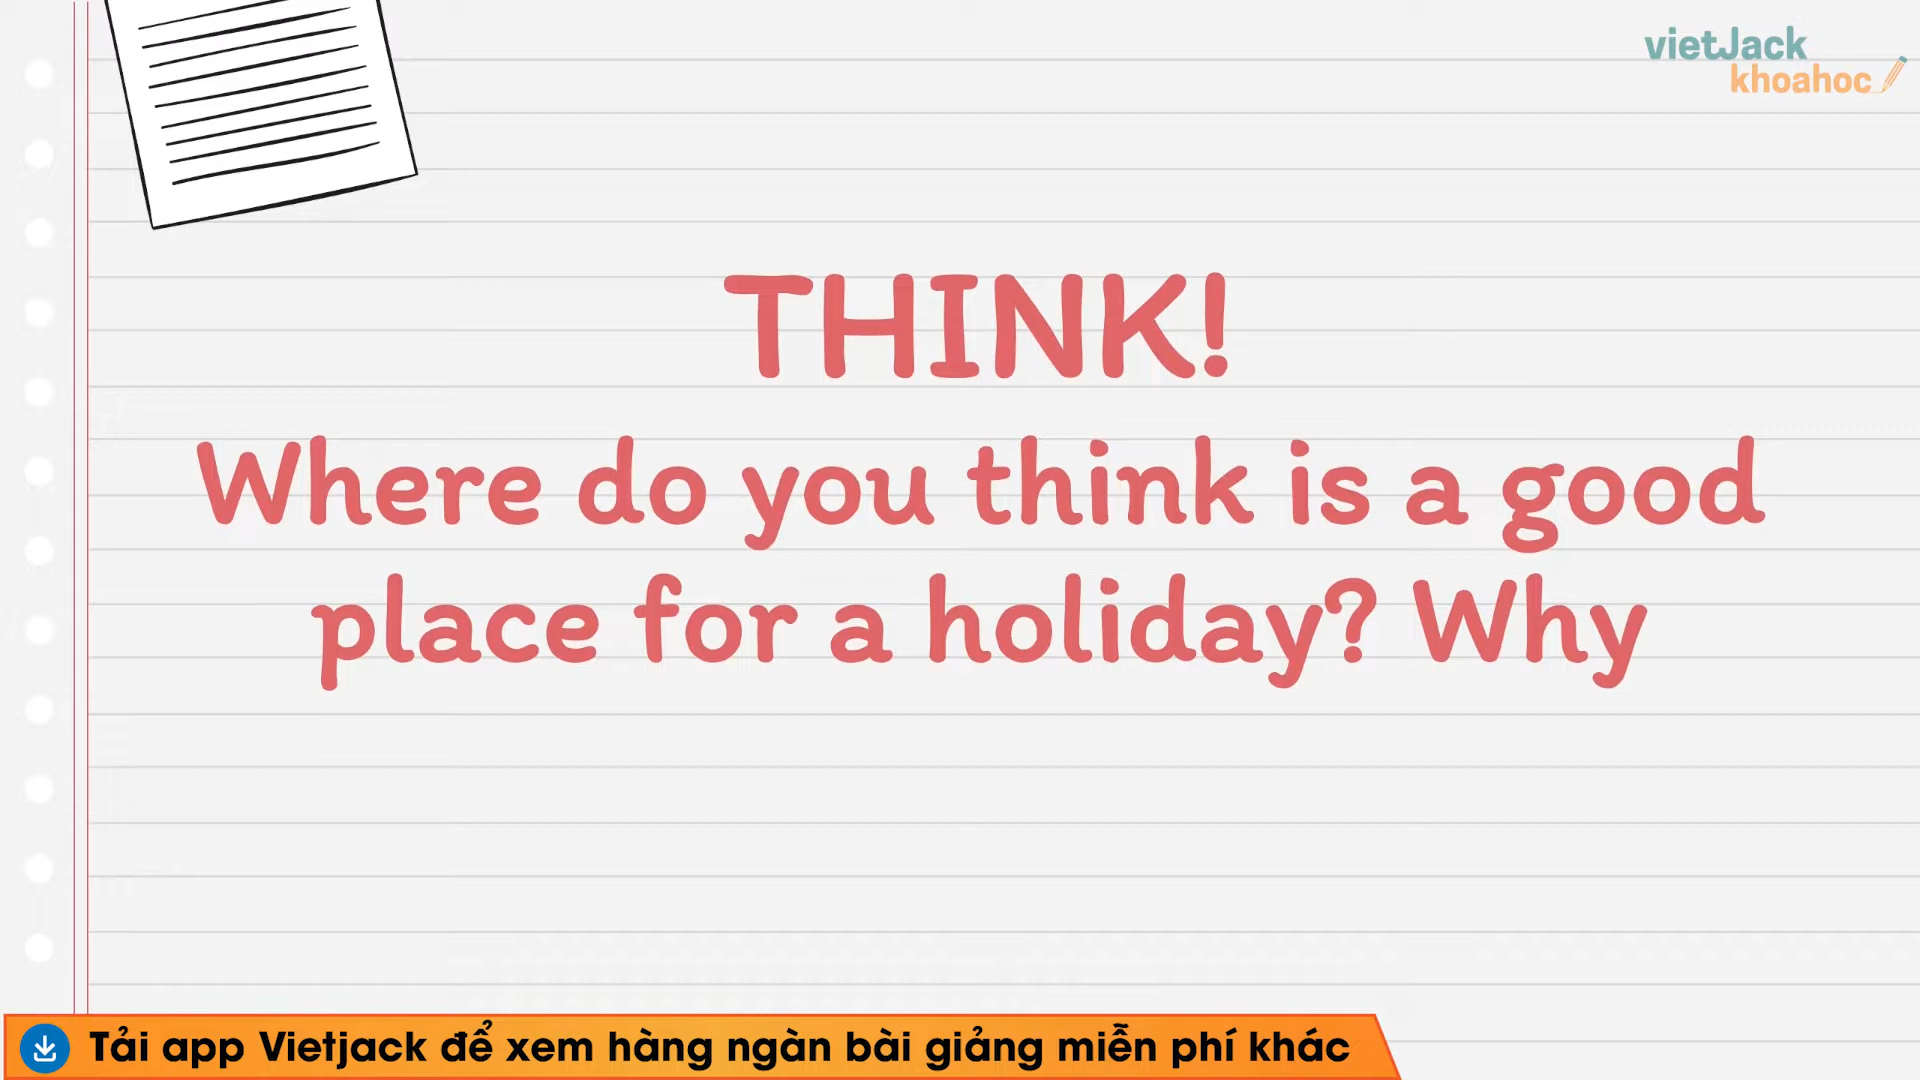 vietJack
khoahoc
THINK!
Where do you think is a good
place for a holiday? Why
Tải app Vietjack để xem hàng ngàn bài giảng miễn phí khác